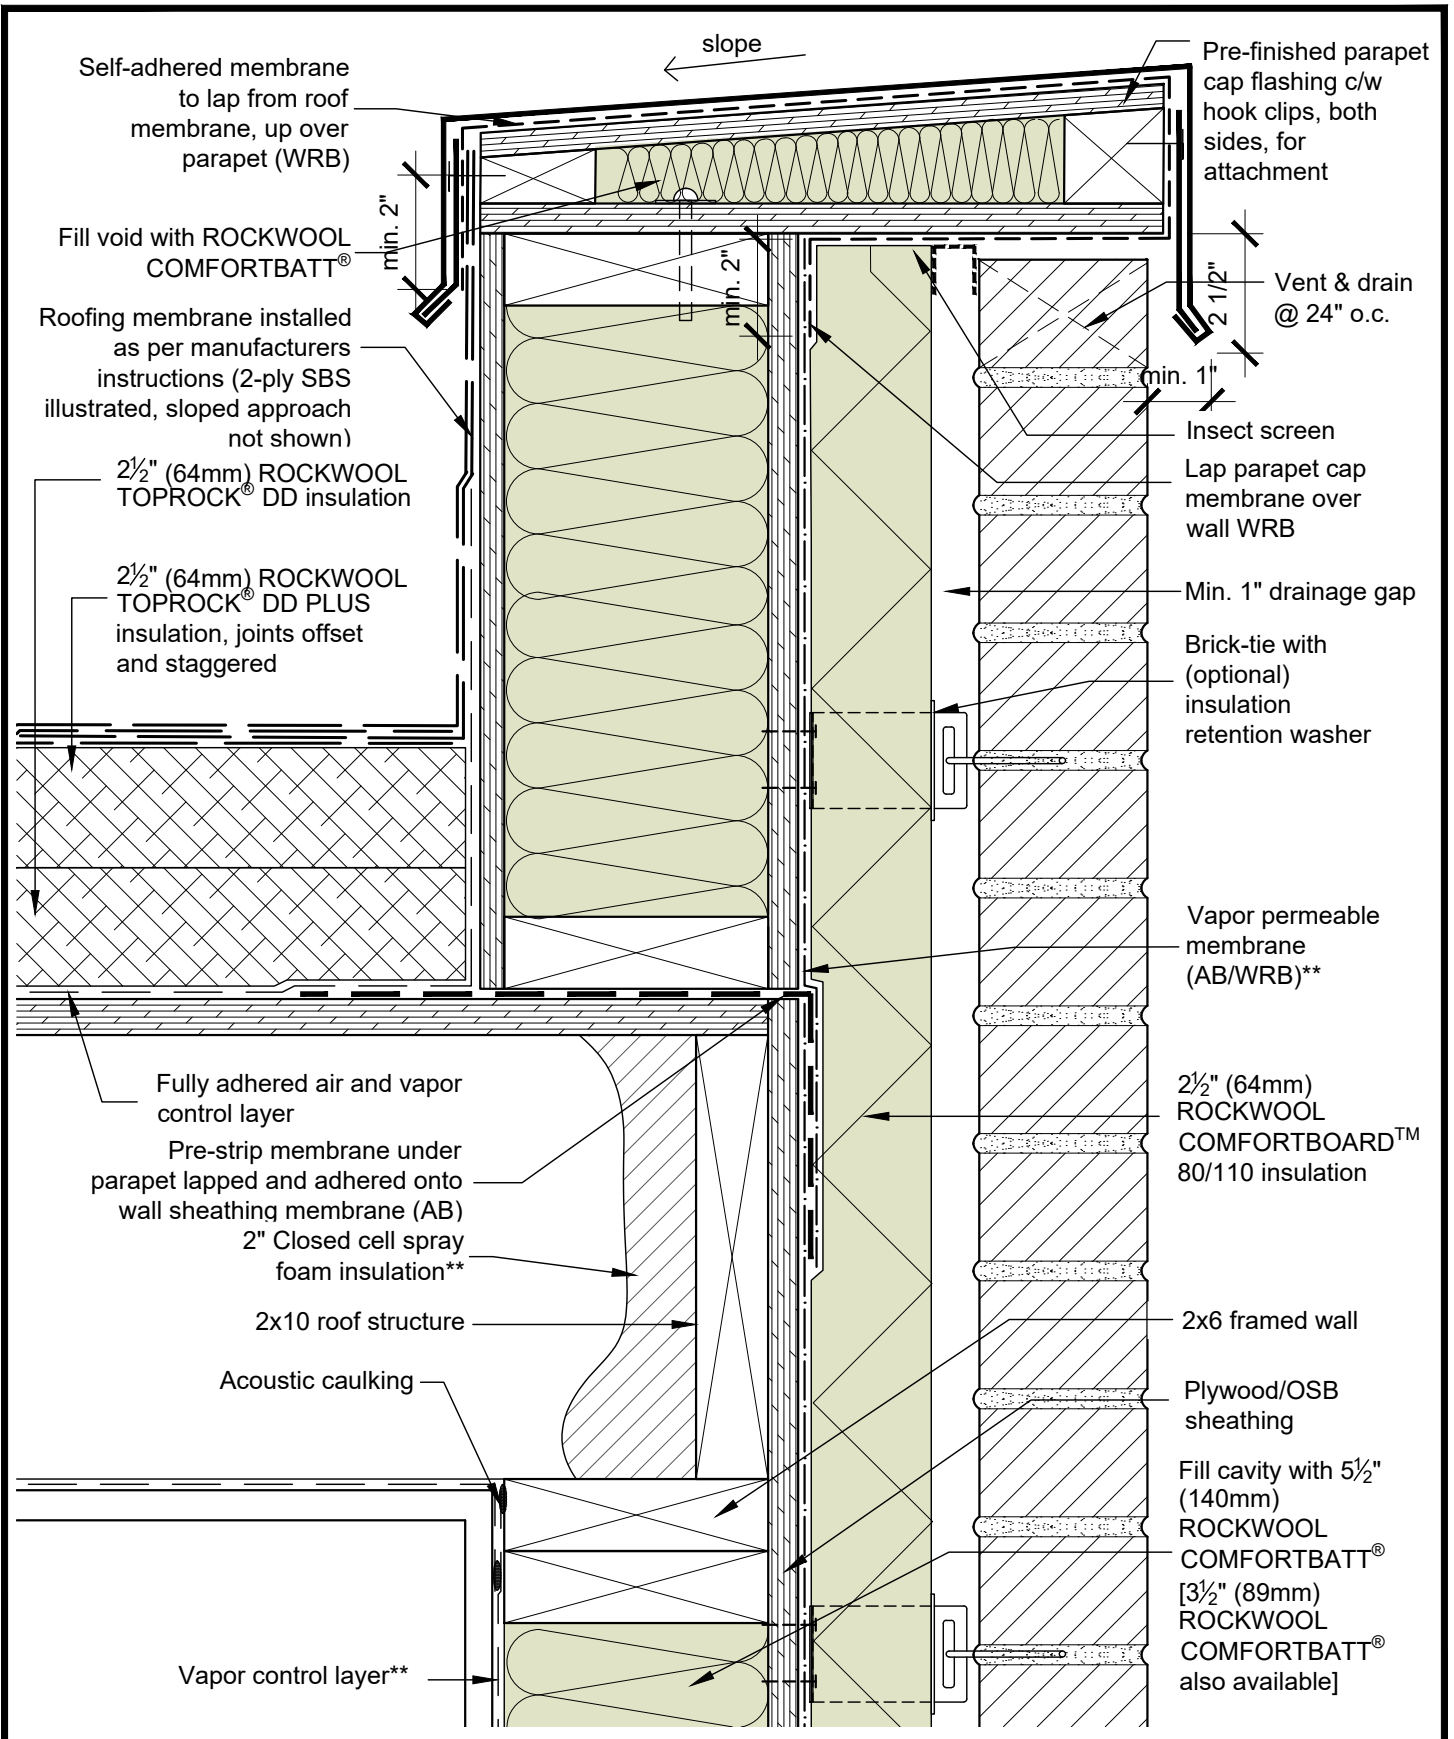 slope
Self-adhered membrane
to lap from roof
membrane, up over
parapet (WRB)
min. 2"
Fill void with ROCKWOOL
COMFORTBATT®
Roofing membrane installed
as per manufacturers
instructions (2-ply SBS
illustrated, sloped approach
not shown)
2½" (64mm) ROCKWOOL
TOPROCK® DD insulation
2½" (64mm) ROCKWOOL
TOPROCK® DD PLUS
insulation, joints offset
and staggered
Fully adhered air and vapor
control layer
Pre-strip membrane under
parapet lapped and adhered onto
wall sheathing membrane (AB)
2" Closed cell spray
foam insulation**
2x10 roof structure
Acoustic caulking
Vapor control layer**
min. 2"
Pre-finished parapet
cap flashing c/w
hook clips, both
sides, for
attachment
2 1/2"
Vent & drain
@ 24" o.c.
min. 1"
Insect screen
Lap parapet cap
membrane over
wall WRB
Min. 1" drainage gap
Brick-tie with
(optional)
insulation
retention washer
Vapor permeable
membrane
(AB/WRB)**
2½" (64mm)
ROCKWOOL
COMFORTBOARD™
80/110 insulation
2x6 framed wall
Plywood/OSB
sheathing
Fill cavity with 5½"
(140mm)
ROCKWOOL
COMFORTBATT®
[3½" (89mm)
ROCKWOOL
COMFORTBATT®
also available]